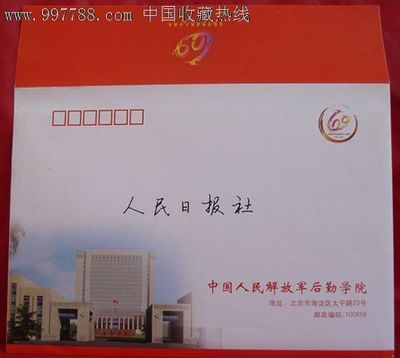 www.997788.com 中国收藏热线
69
69
人民日报社
中国人民解放军后勤学院
地址：北京市海淀区太平路23号
邮政编码:100858